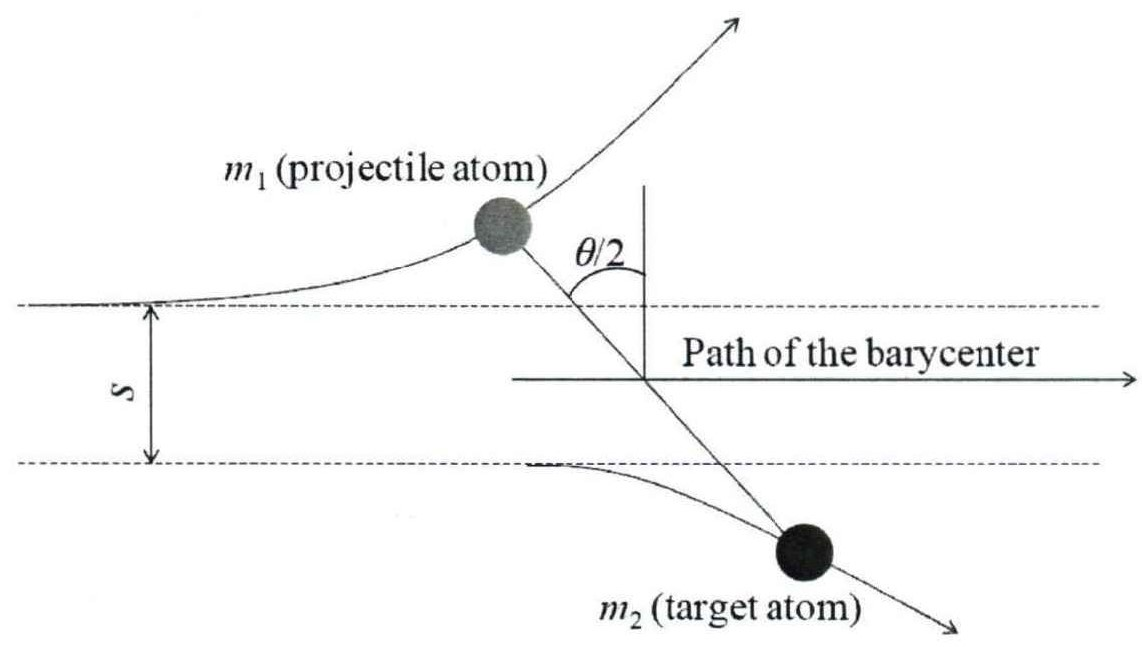 m₁ (projectile atom)
θ/2
Path of the barycenter
s
m₂ (target atom)